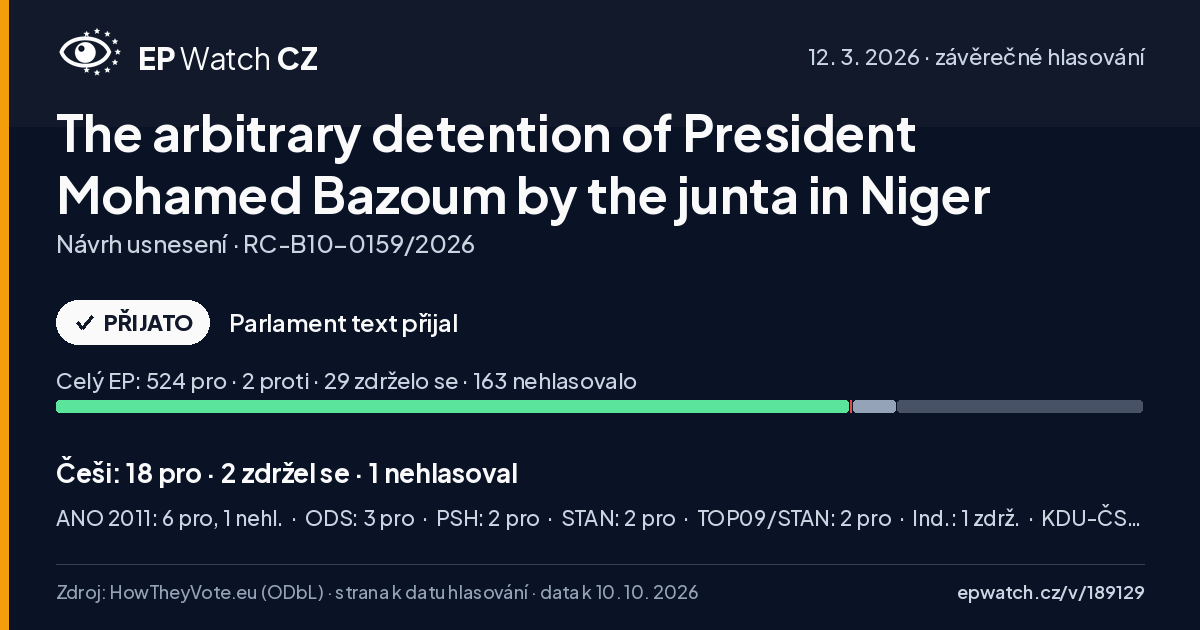 EP Watch CZ
12. 3. 2026 · závěrečné hlasování
The arbitrary detention of President
Mohamed Bazoum by the junta in Niger
Návrh usnesení · RC-B10-0159/2026
✓ PŘIJATO
Parlament text přijal
Celý EP: 524 pro · 2 proti · 29 zdrželo se · 163 nehlasovalo
Češi: 18 pro · 2 zdržel se · 1 nehlasoval
ANO 2011: 6 pro, 1 nehl. · ODS: 3 pro · PSH: 2 pro · STAN: 2 pro · TOP09/STAN: 2 pro · Ind.: 1 zdrž. · KDU-ČS…
Zdroj: HowTheyVote.eu (ODbL) · strana k datu hlasování · data k 10. 10. 2026
epwatch.cz/v/189129